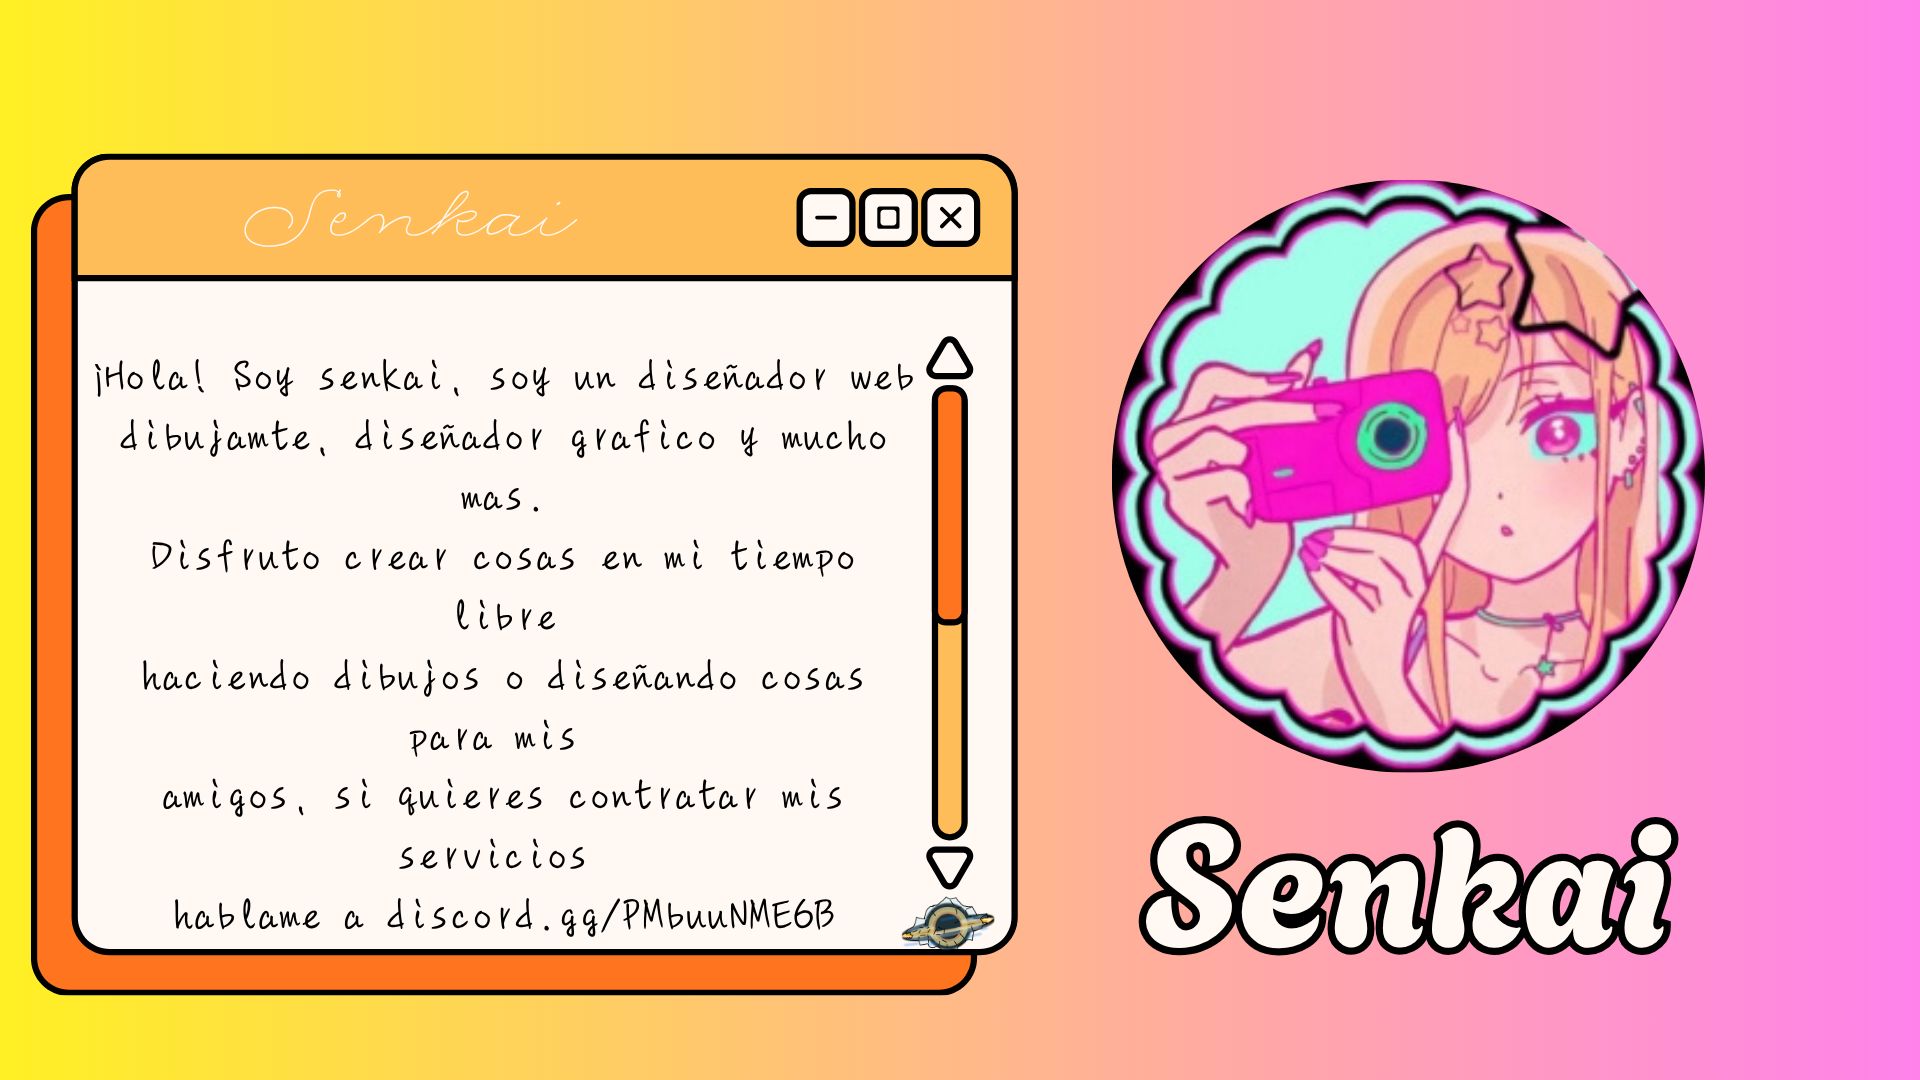 Senkai
¡Hola! Soy senkai, soy un diseñador web
dibujamte, diseñador grafico y mucho
mas.
Disfruto crear cosas en mi tiempo
libre
haciendo dibujos o diseñando cosas
para mis
amigos, si quieres contratar mis
servicios
hablame a discord.gg/PMbuuNME6B
Senkai